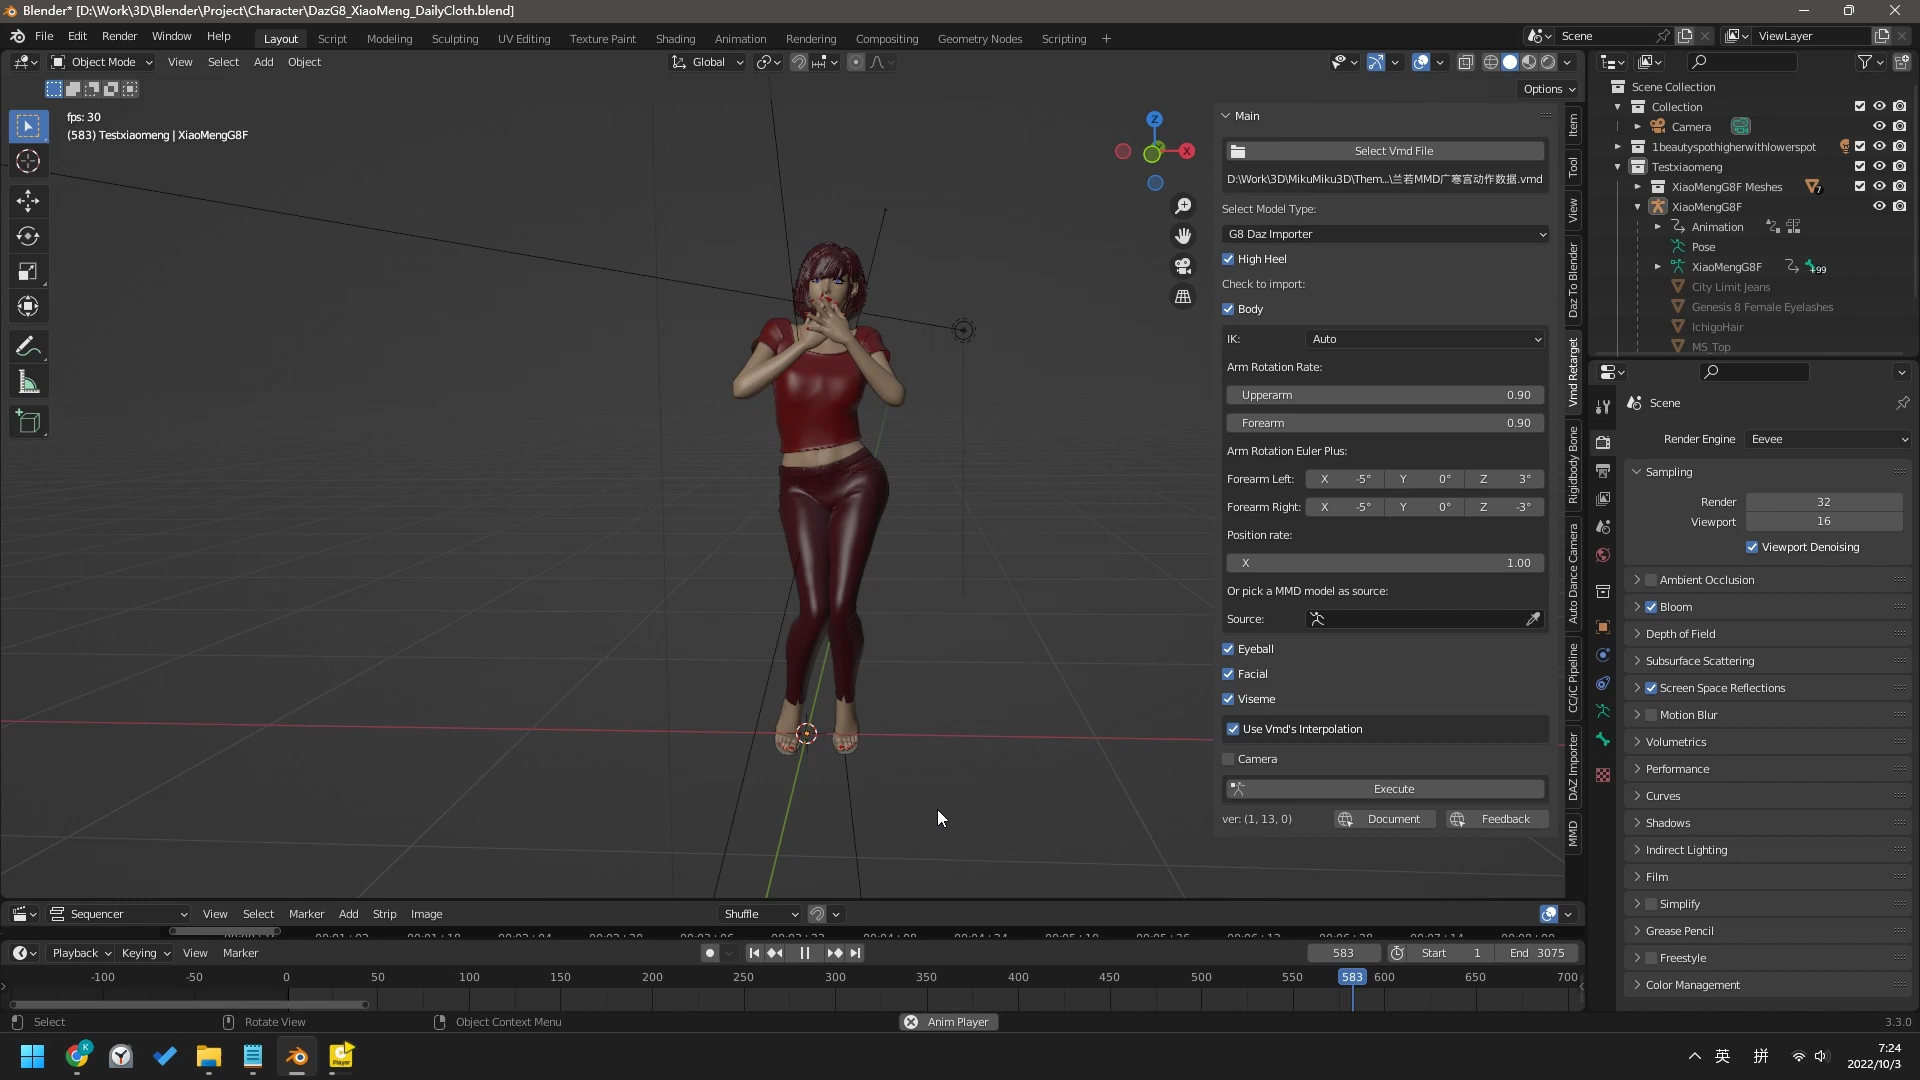 Blender* [D:\Work\3D\Blender\Project\Character\DazG8_XiaoMeng_DailyCloth.blend]
File Edit Render Window Help Layout Script Modeling Sculpting UV Editing Texture Paint Shading Animation Rendering Compositing Geometry Nodes Scripting + Scene ViewLayer
Object Mode View Select Add Object Global
Options
fps: 30
(583) Testxiaomeng | XiaoMengG8F
Z
X
Main
Select Vmd File
D:\Work\3D\MikuMiku3D\Them...\兰若MMD广寒宫动作数据.vmd
Select Model Type:
G8 Daz Importer
High Heel
Check to import:
Body
IK: Auto
Arm Rotation Rate:
Upperarm 0.90
Forearm 0.90
Arm Rotation Euler Plus:
Forearm Left: X -5° Y 0° Z 3°
Forearm Right: X -5° Y 0° Z -3°
Position rate:
X 1.00
Or pick a MMD model as source:
Source:
Eyeball
Facial
Viseme
Use Vmd's Interpolation
Camera
Execute
ver: (1, 13, 0) Document Feedback
Item
Tool
View
Daz To Blender
Vmd Retarget
Rigidbody Bone
Auto Dance Camera
CC/iC Pipeline
DAZ Importer
MMD
Scene Collection
Collection
Camera
1beautyspothigherwithlowerspot
Testxiaomeng
XiaoMengG8F Meshes 7
XiaoMengG8F
Animation
Pose
XiaoMengG8F 99
City Limit Jeans
Genesis 8 Female Eyelashes
IchigoHair
MS_Top
Scene
Render Engine Eevee
Sampling
Render 32
Viewport 16
Viewport Denoising
Ambient Occlusion
Bloom
Depth of Field
Subsurface Scattering
Screen Space Reflections
Motion Blur
Volumetrics
Performance
Curves
Shadows
Indirect Lighting
Film
Simplify
Grease Pencil
Freestyle
Color Management
Sequencer View Select Marker Add Strip Image Shuffle
Playback Keying View Marker 583 Start 1 End 3075
-100 -50 0 50 100 150 200 250 300 350 400 450 500 550 583 600 650 700
Select Rotate View Object Context Menu Anim Player 3.3.0
K
Player
英 拼 7:24
2022/10/3